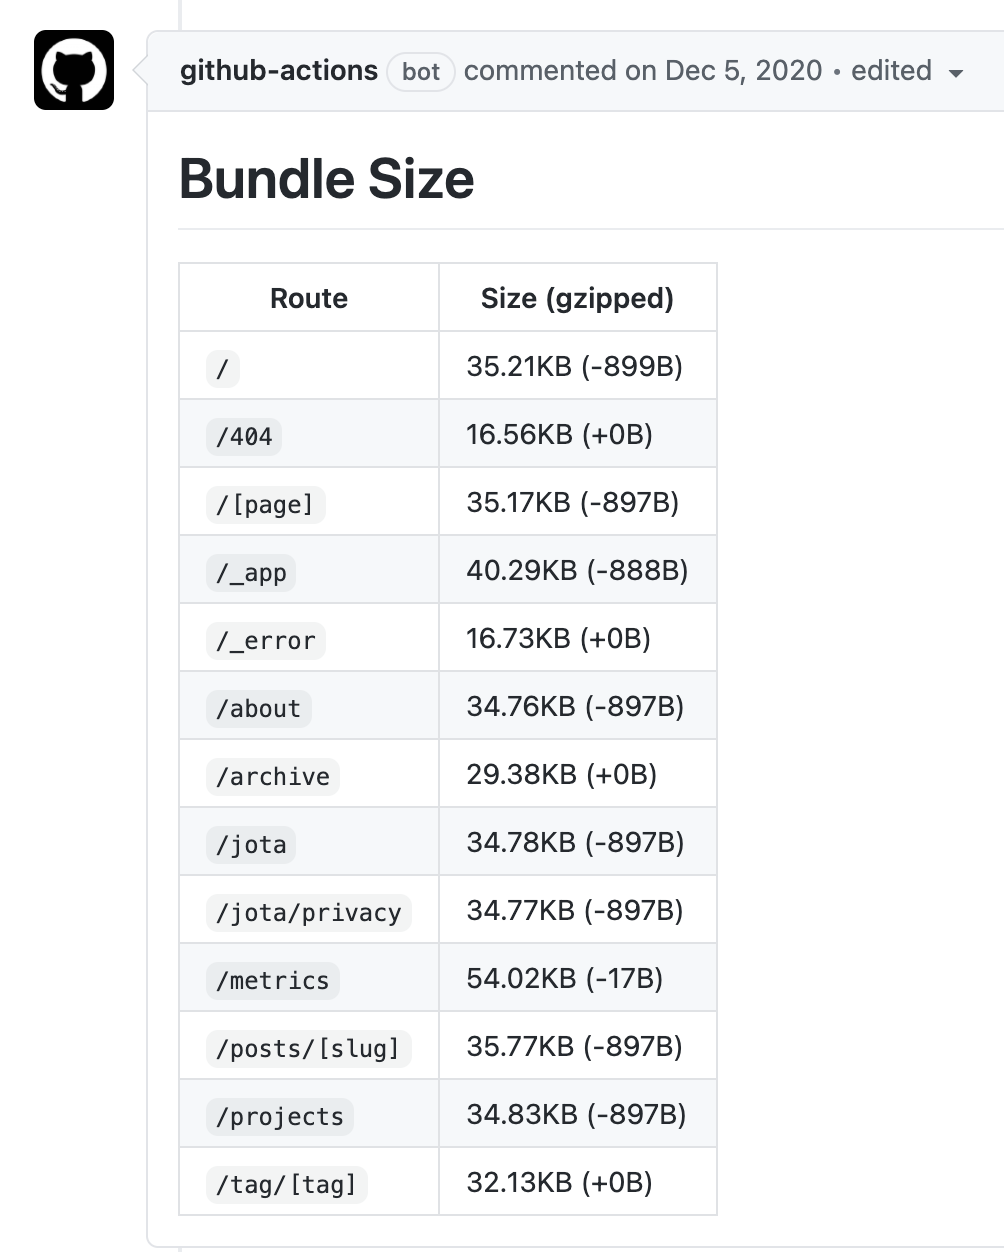 github-actions bot commented on Dec 5, 2020 • edited
Bundle Size
Route Size (gzipped)
/ 35.21KB (-899B)
/404 16.56KB (+0B)
/[page] 35.17KB (-897B)
/_app 40.29KB (-888B)
/_error 16.73KB (+0B)
/about 34.76KB (-897B)
/archive 29.38KB (+0B)
/jota 34.78KB (-897B)
/jota/privacy 34.77KB (-897B)
/metrics 54.02KB (-17B)
/posts/[slug] 35.77KB (-897B)
/projects 34.83KB (-897B)
/tag/[tag] 32.13KB (+0B)